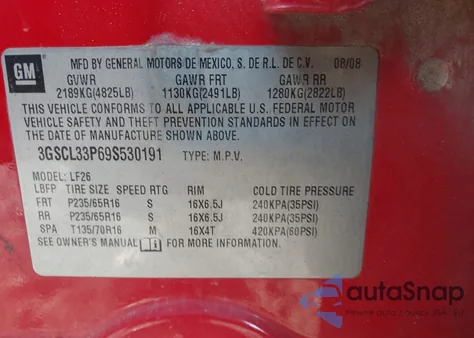 GM
MFD BY GENERAL MOTORS DE MEXICO, S. DE R.L. DE C.V. 08/08
GVWR GAWR FRT GAWR RR
2189KG(4825LB) 1130KG(2491LB) 1280KG(2822LB)
THIS VEHICLE CONFORMS TO ALL APPLICABLE U.S. FEDERAL MOTOR
VEHICLE SAFETY AND THEFT PREVENTION STANDARDS IN EFFECT ON
THE DATE OF MANUFACTURE SHOWN ABOVE.
3GSCL33P69S530191 TYPE: M.P.V.
MODEL: LF26
LBFP TIRE SIZE SPEED RTG RIM COLD TIRE PRESSURE
FRT P235/65R16 S 16X6.5J 240KPA(35PSI)
RR P235/65R16 S 16X6.5J 240KPA(35PSI)
SPA T135/70R16 M 16X4T 420KPA(60PSI)
SEE OWNER'S MANUAL FOR MORE INFORMATION.
autoSnap